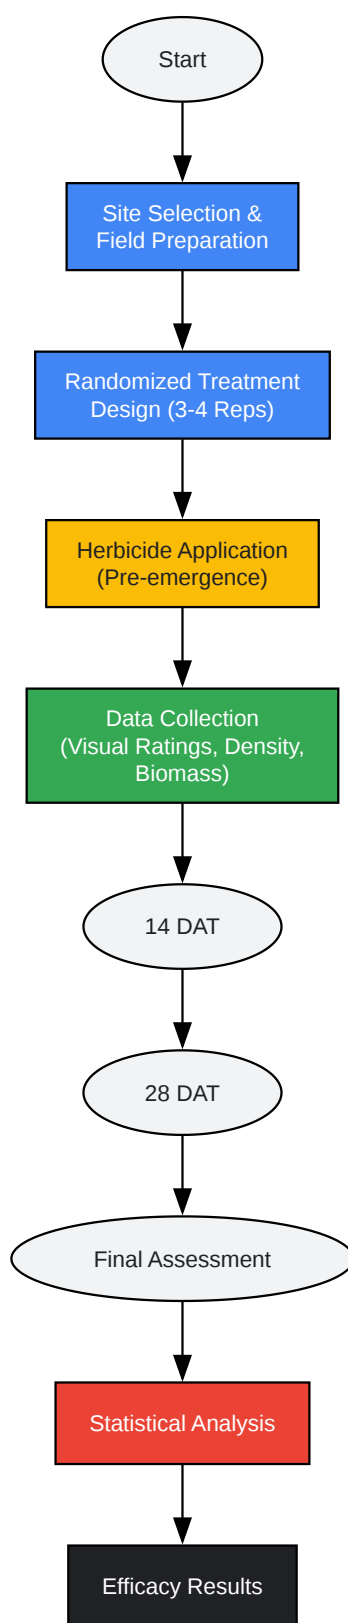 Start
Site Selection &
Field Preparation
Randomized Treatment
Design (3-4 Reps)
Herbicide Application
(Pre-emergence)
Data Collection
(Visual Ratings, Density,
Biomass)
14 DAT
28 DAT
Final Assessment
Statistical Analysis
Efficacy Results